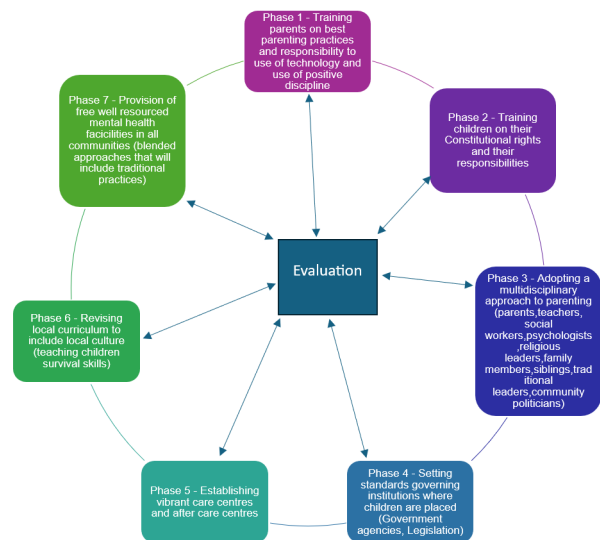 Phase 1 - Training
parents on best
parenting practices
and responsibility to
use of technology and
use of positive
discipline
Phase 2 - Training
children on their
Constitutional rights
and their
responsibilities
Phase 3 - Adopting a
multidisciplinary
approach to parenting
(parents,teachers,
social
workers,psychologists
,religious
leaders,family
members,siblings,trad
itional
leaders,community
politicians)
Phase 4 - Setting
standards governing
institutions where
children are placed
(Government
agencies, Legislation)
Phase 5 - Establishing
vibrant care centres
and after care centres
Phase 6 - Revising
local curriculum to
include local culture
(teaching children
survival skills)
Phase 7 - Provision of
free well resourced
mental health
facicilities in all
communities (blended
approaches that will
include traditional
practices)
Evaluation